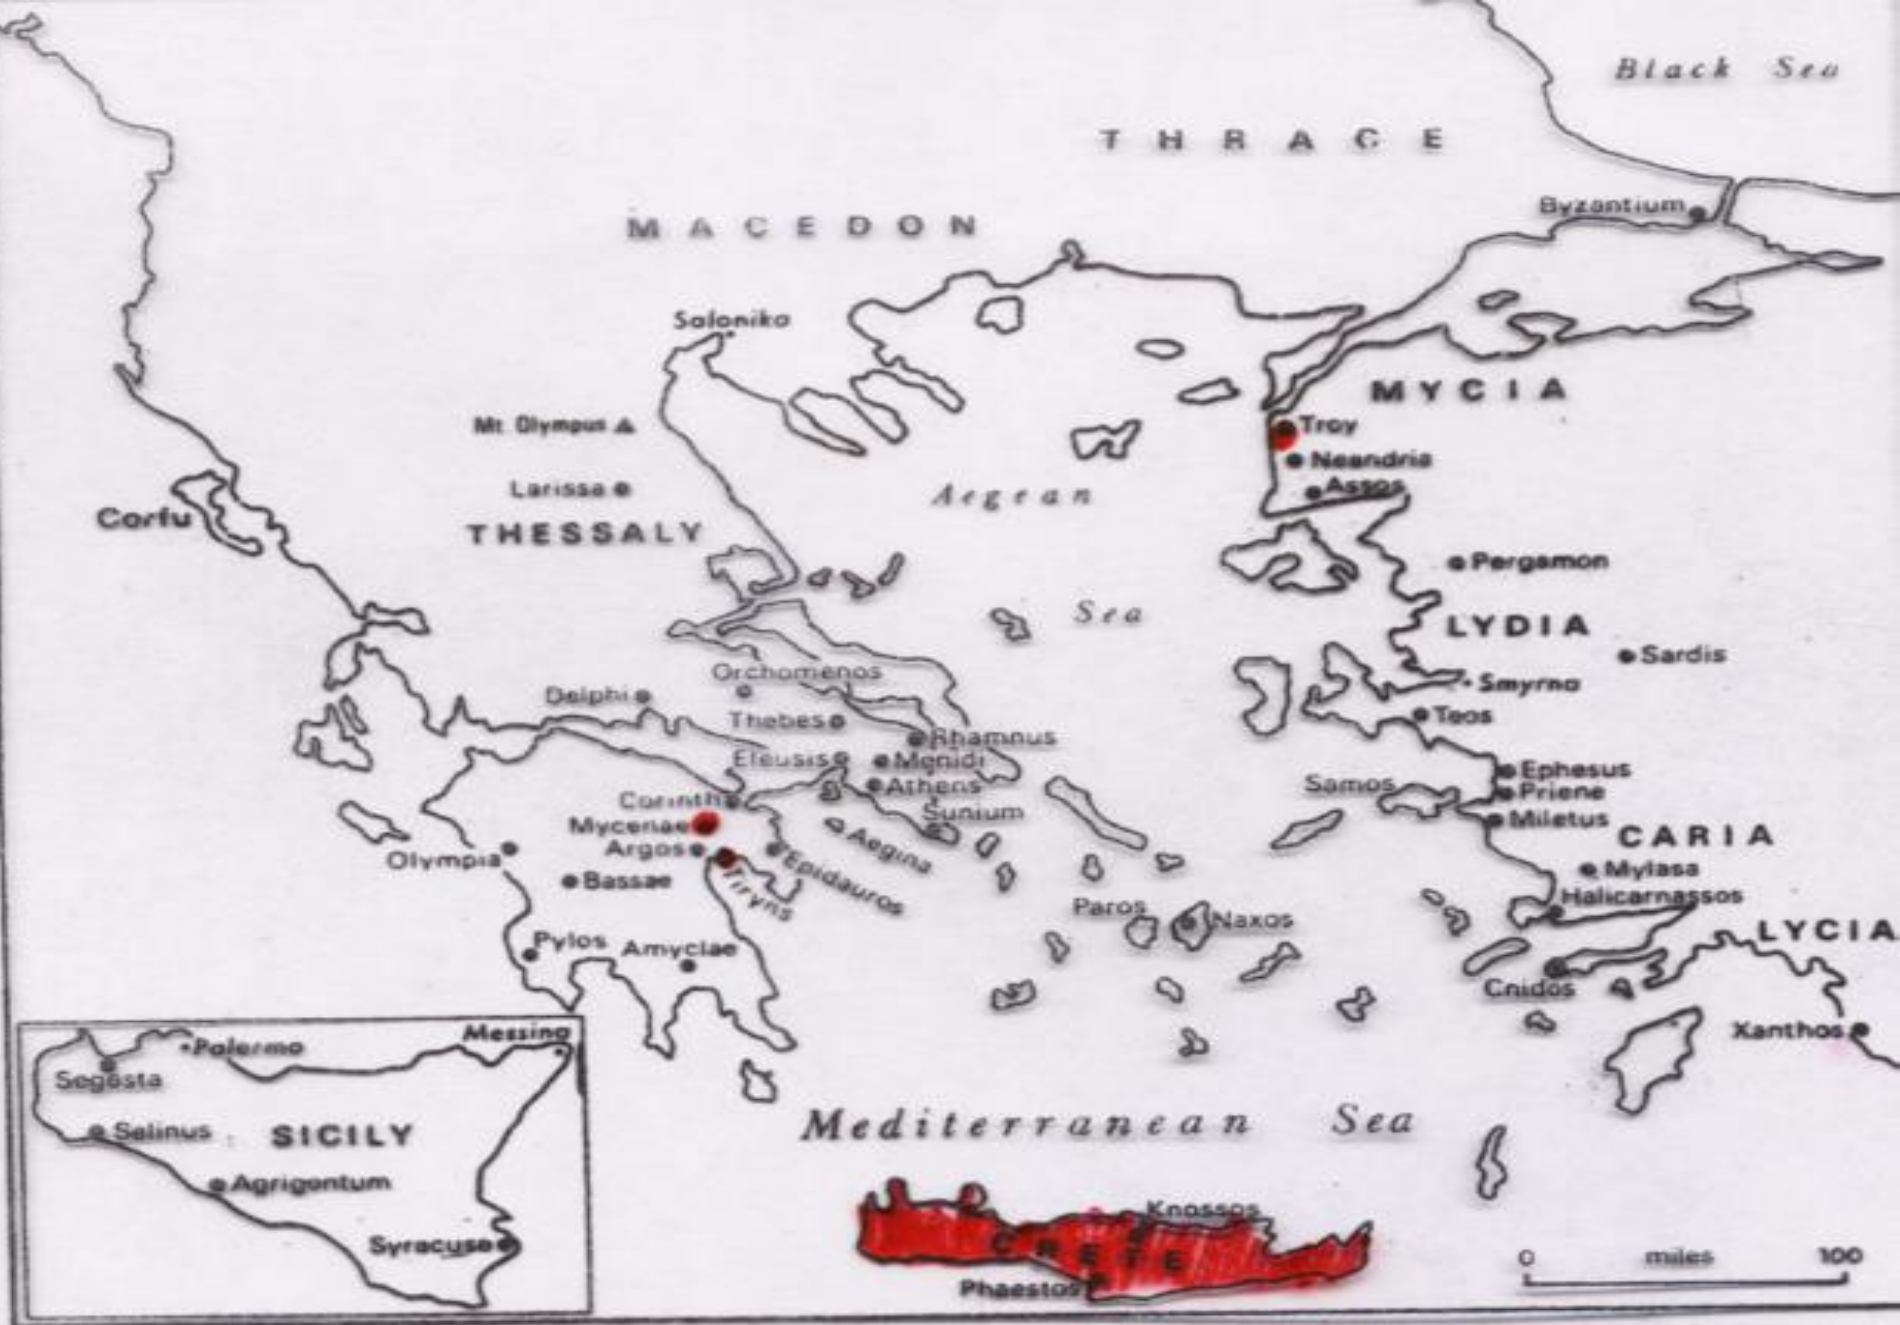 Black Sea
THRACE
Byzantium
MACEDON
Salonika
MYCIA
Mt. Olympus
Troy
Neandria
Larissa
Assos
Aegean
Corfu
THESSALY
Pergamon
Sea
LYDIA
Sardis
Orchomenos
Smyrna
Delphi
Teos
Thebes
Rhamnus
Eleusis
Menidi
Ephesus
Athens
Samos
Priene
Corinth
Sunium
Mycenae
Miletus
CARIA
Argos
Aegina
Olympia
Mylasa
Bassae
Epidauros
Tiryns
Halicarnassos
Paros
Naxos
LYCIA
Pylos
Amyclae
Cnidos
Xanthos
Messina
Palermo
Segesta
Mediterranean Sea
Selinus
SICILY
Agrigentum
Knossos
Syracuse
CRETE
0 miles 100
Phaestos